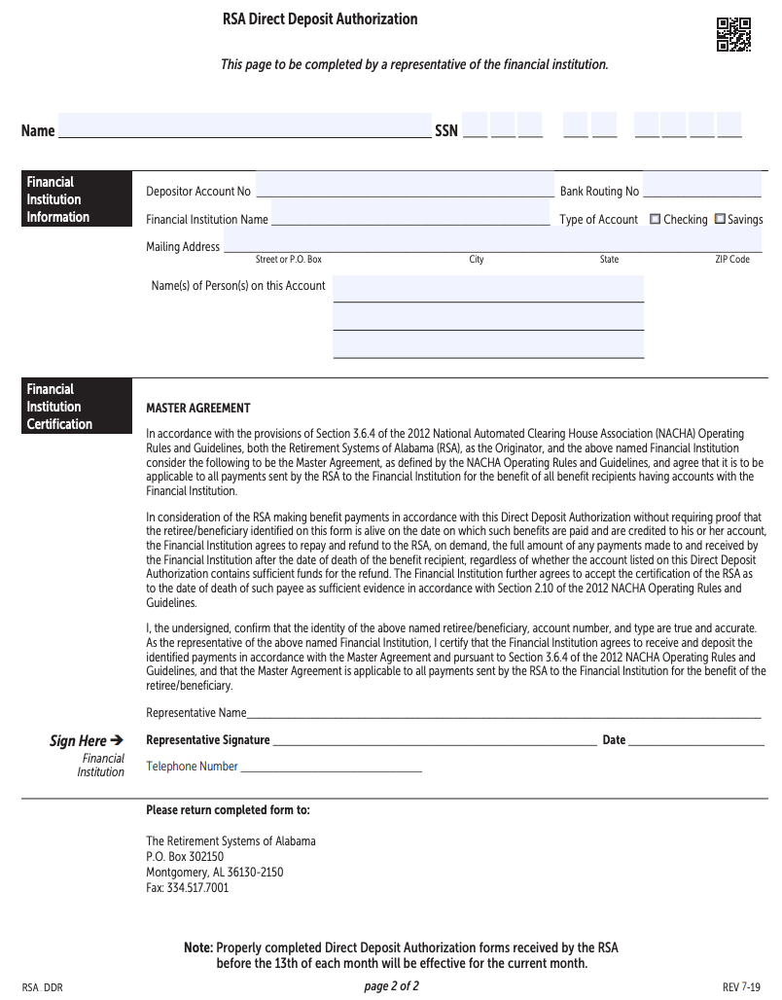 RSA Direct Deposit Authorization
This page to be completed by a representative of the financial institution.
Name SSN
Financial Institution Information
Depositor Account No Bank Routing No
Financial Institution Name Type of Account Checking Savings
Mailing Address
Street or P.O. Box City State ZIP Code
Name(s) of Person(s) on this Account
Financial Institution Certification
MASTER AGREEMENT
In accordance with the provisions of Section 3.6.4 of the 2012 National Automated Clearing House Association (NACHA) Operating
Rules and Guidelines, both the Retirement Systems of Alabama (RSA), as the Originator, and the above named Financial Institution
consider the following to be the Master Agreement, as defined by the NACHA Operating Rules and Guidelines, and agree that it is to be
applicable to all payments sent by the RSA to the Financial Institution for the benefit of all benefit recipients having accounts with the
Financial Institution.
In consideration of the RSA making benefit payments in accordance with this Direct Deposit Authorization without requiring proof that
the retiree/beneficiary identified on this form is alive on the date on which such benefits are paid and are credited to his or her account,
the Financial Institution agrees to repay and refund to the RSA, on demand, the full amount of any payments made to and received by
the Financial Institution after the date of death of the benefit recipient, regardless of whether the account listed on this Direct Deposit
Authorization contains sufficient funds for the refund. The Financial Institution further agrees to accept the certification of the RSA as
to the date of death of such payee as sufficient evidence in accordance with Section 2.10 of the 2012 NACHA Operating Rules and
Guidelines.
I, the undersigned, confirm that the identity of the above named retiree/beneficiary, account number, and type are true and accurate.
As the representative of the above named Financial Institution, I certify that the Financial Institution agrees to receive and deposit the
identified payments in accordance with the Master Agreement and pursuant to Section 3.6.4 of the 2012 NACHA Operating Rules and
Guidelines, and that the Master Agreement is applicable to all payments sent by the RSA to the Financial Institution for the benefit of the
retiree/beneficiary.
Representative Name
Sign Here ➔ Representative Signature Date
Financial Institution
Telephone Number
Please return completed form to:
The Retirement Systems of Alabama
P.O. Box 302150
Montgomery, AL 36130-2150
Fax: 334.517.7001
Note: Properly completed Direct Deposit Authorization forms received by the RSA
before the 13th of each month will be effective for the current month.
RSA_DDR page 2 of 2 REV 7-19